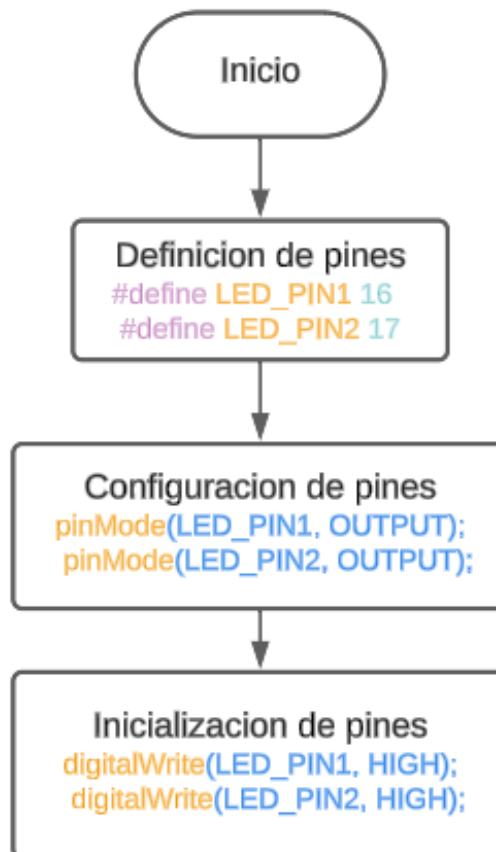 Inicio
Definicion de pines
#define LED_PIN1 16
#define LED_PIN2 17
Configuracion de pines
pinMode(LED_PIN1, OUTPUT);
pinMode(LED_PIN2, OUTPUT);
Inicializacion de pines
digitalWrite(LED_PIN1, HIGH);
digitalWrite(LED_PIN2, HIGH);